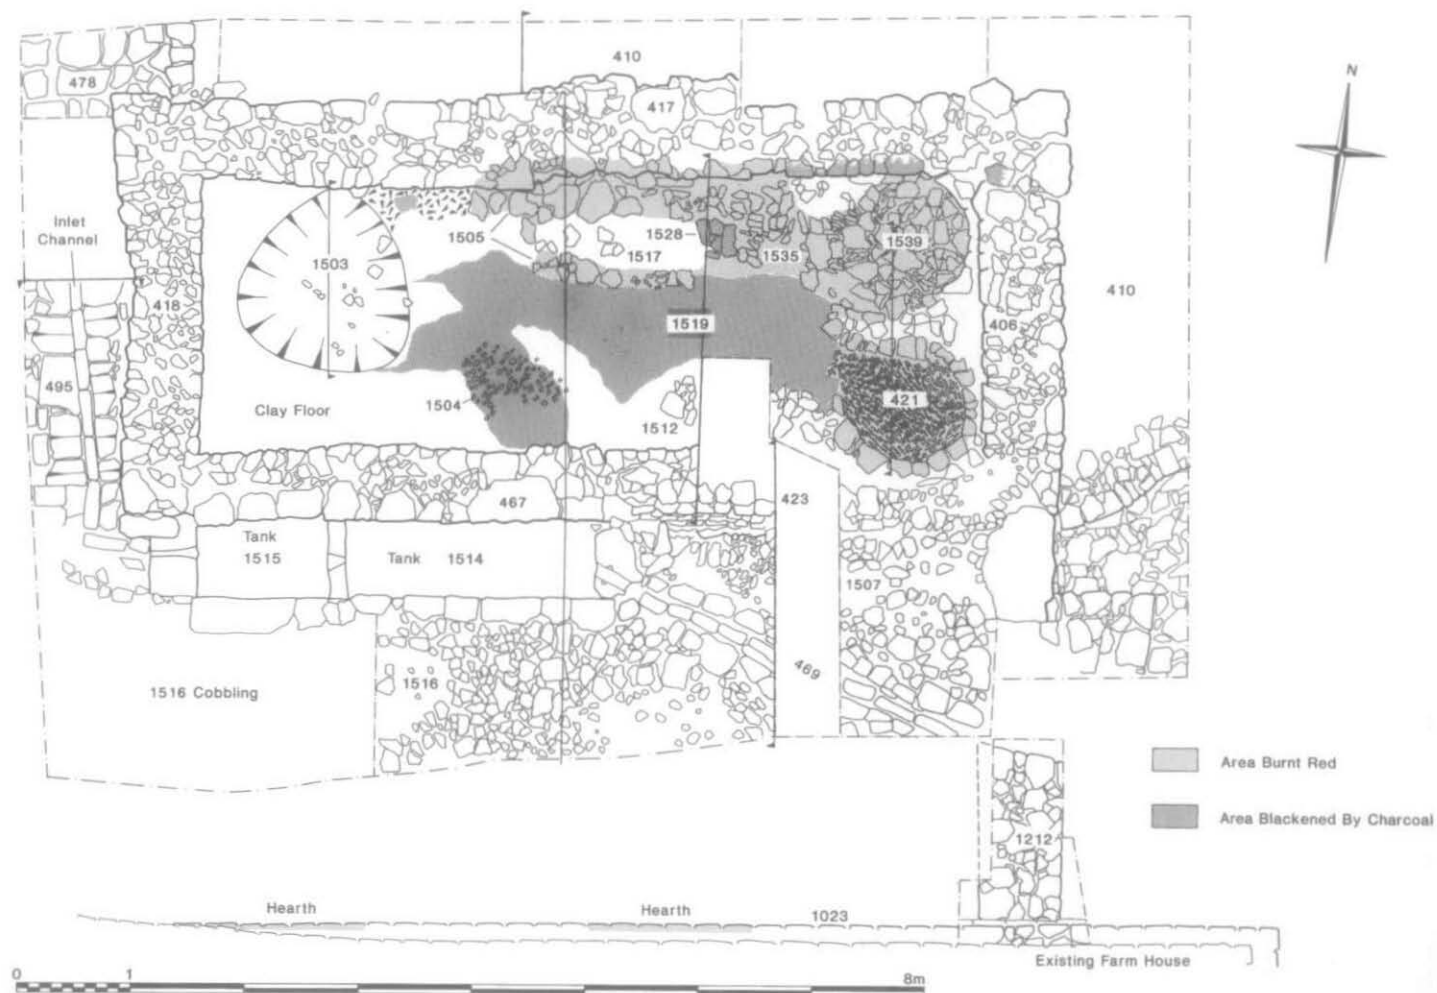 410
478
417
N
Inlet
Channel
1503
1505
1528
1517
1535
1539
410
418
1519
406
495
1504
Clay Floor
1512
421
467
423
Tank
1515
Tank 1514
1507
1516 Cobbling
1516
469
Area Burnt Red
Area Blackened By Charcoal
1212
Hearth
Hearth
1023
Existing Farm House
0
1
8m